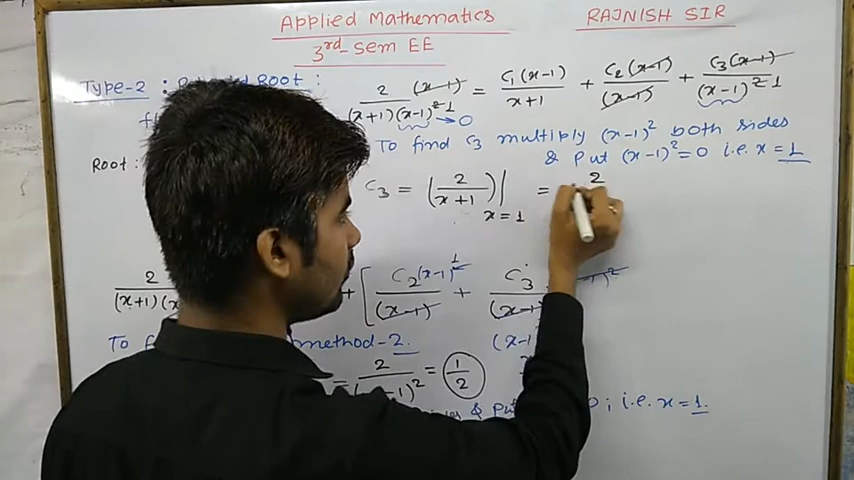 Applied Mathematics
RAJNISH SIR
3rd-Sem EE
Type-2 : Root :
2 (x-1) / (x+1)(x-1)² 1 = C1(x-1) / x+1 + C2(x-1) / (x-1) + C3(x-1) / (x-1)² 1
→ 0
To find C3 multiply (x-1)² both sides
& Put (x-1)² = 0 i.e. x = 1
Root:
C3 = (2 / x+1) | x=1 = 2
2 / (x+1)(x + [ C2 (x-1) 1 / (x-1) + C3 / (x-1)
To method-2.
(x-1
= 2 / -1)² = 1/2
& Put 0 ; i.e. x = 1.